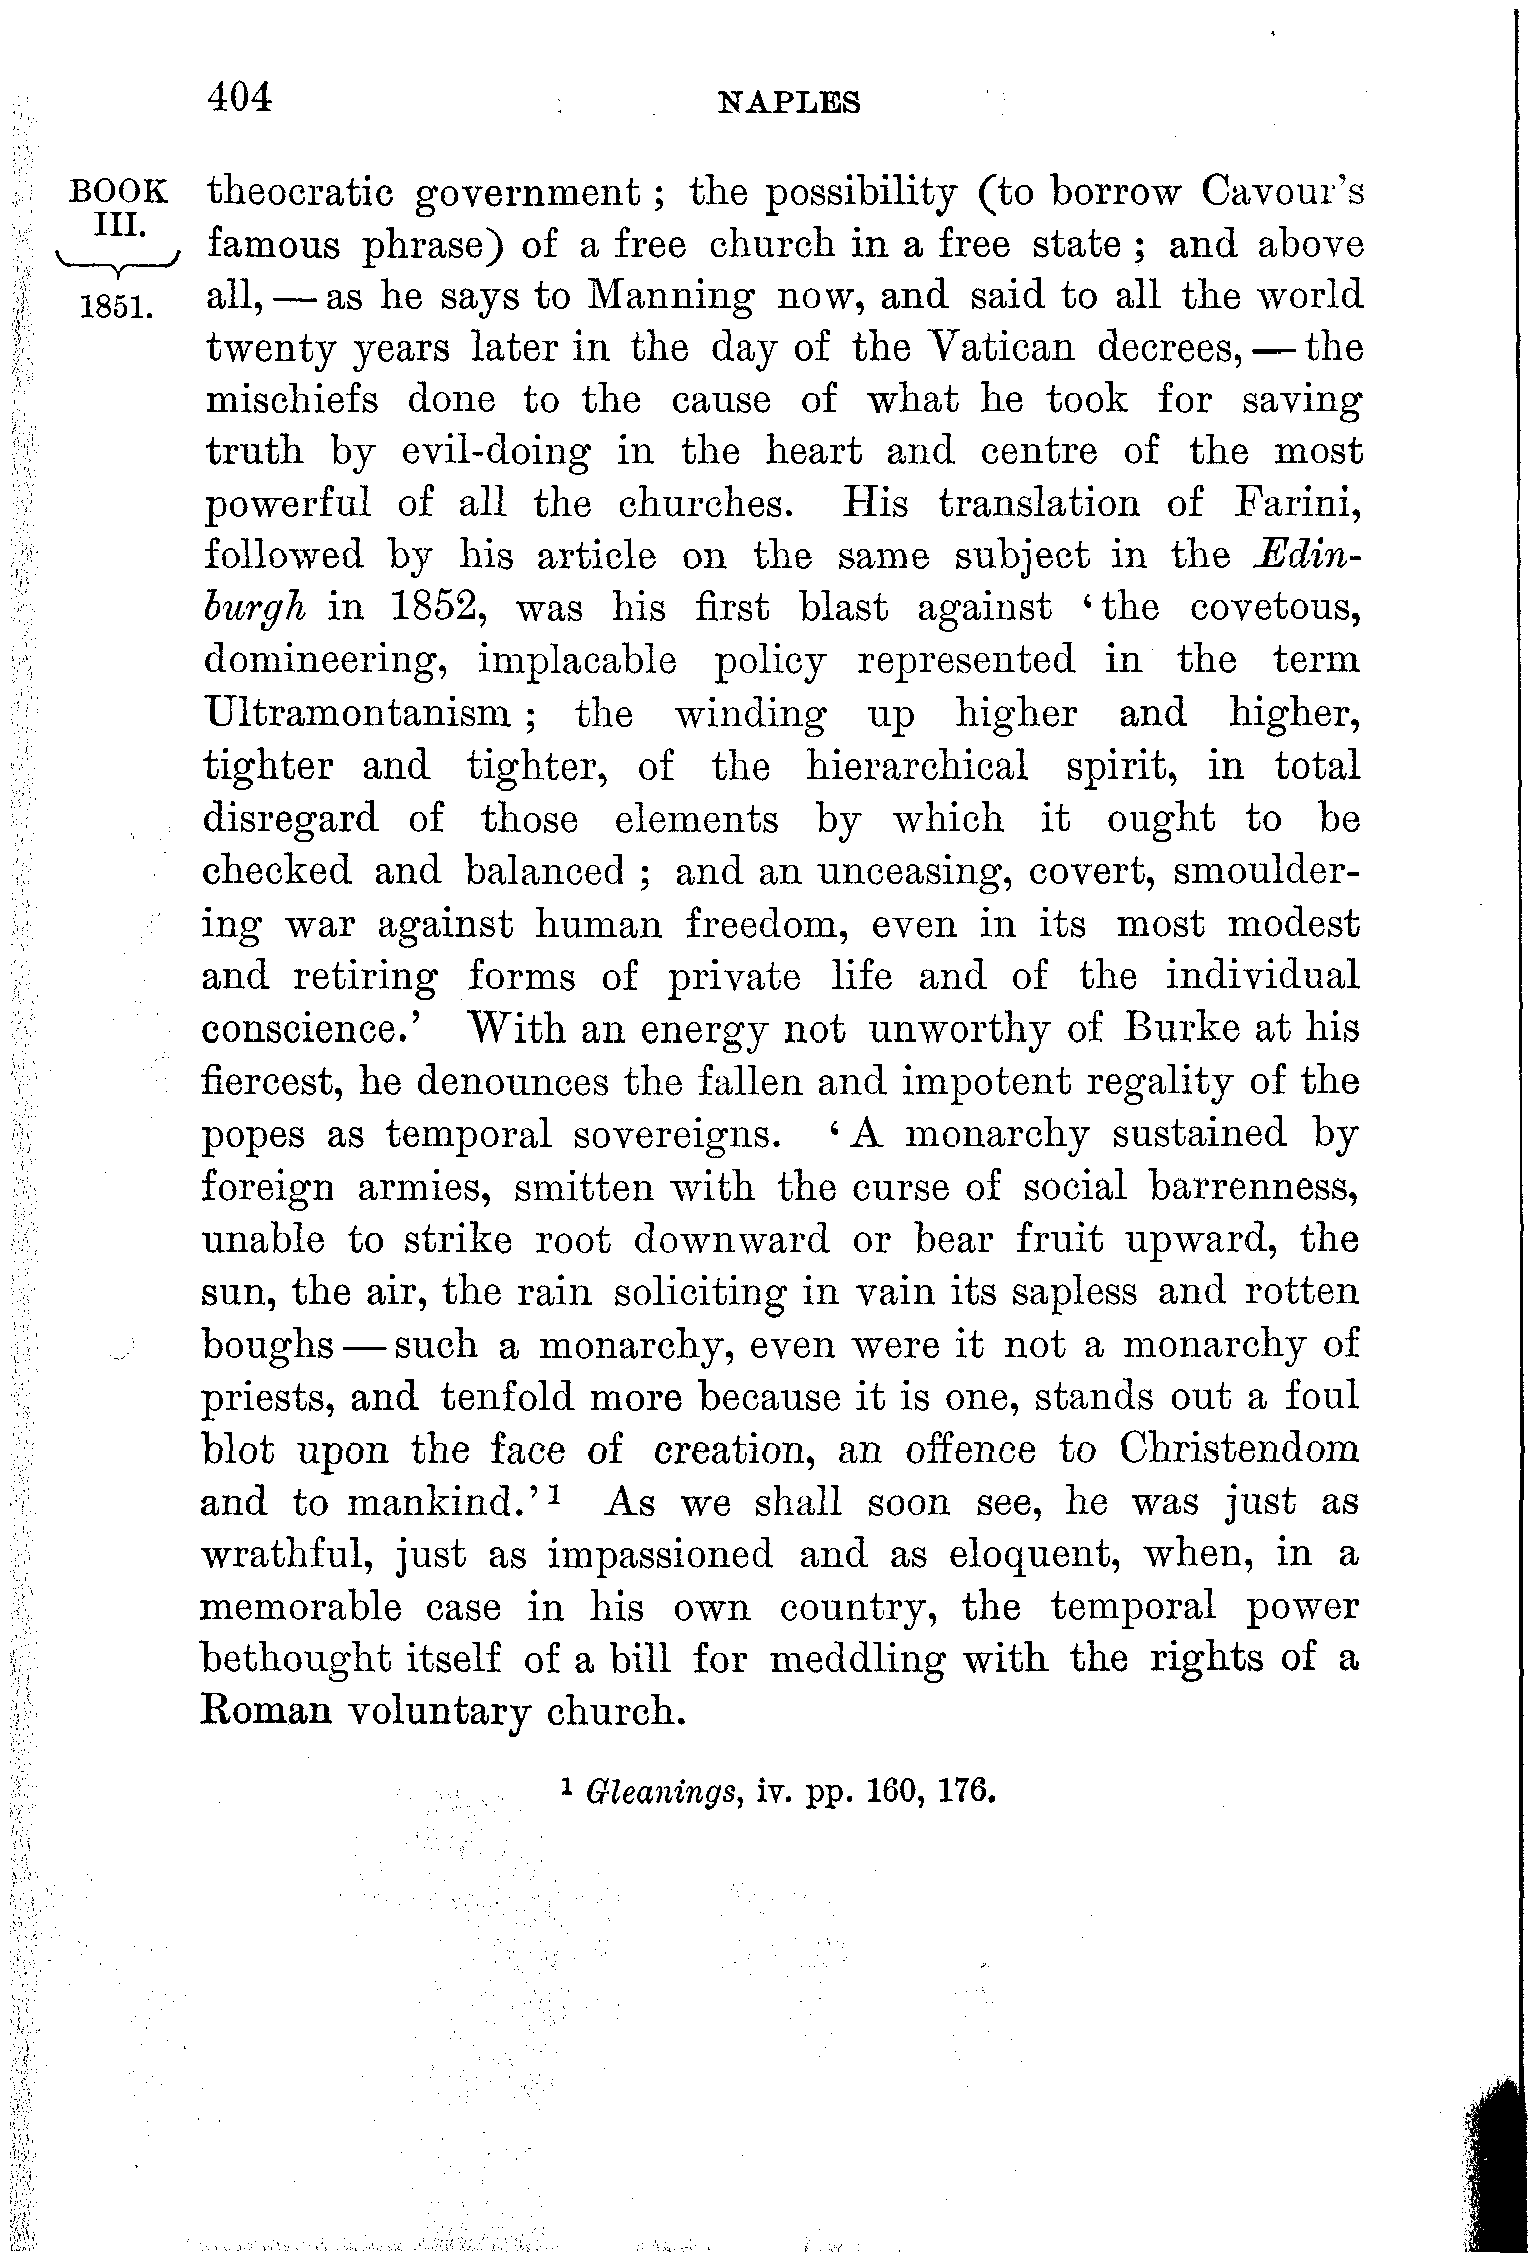 404 NAPLES
BOOK
III.
1851.
theocratic government ; the possibility (to borrow Cavour's
famous phrase) of a free church in a free state ; and above
all, — as he says to Manning now, and said to all the world
twenty years later in the day of the Vatican decrees, — the
mischiefs done to the cause of what he took for saving
truth by evil-doing in the heart and centre of the most
powerful of all the churches. His translation of Farini,
followed by his article on the same subject in the Edin-
burgh in 1852, was his first blast against ‘the covetous,
domineering, implacable policy represented in the term
Ultramontanism ; the winding up higher and higher,
tighter and tighter, of the hierarchical spirit, in total
disregard of those elements by which it ought to be
checked and balanced ; and an unceasing, covert, smoulder-
ing war against human freedom, even in its most modest
and retiring forms of private life and of the individual
conscience.’ With an energy not unworthy of Burke at his
fiercest, he denounces the fallen and impotent regality of the
popes as temporal sovereigns. ‘A monarchy sustained by
foreign armies, smitten with the curse of social barrenness,
unable to strike root downward or bear fruit upward, the
sun, the air, the rain soliciting in vain its sapless and rotten
boughs — such a monarchy, even were it not a monarchy of
priests, and tenfold more because it is one, stands out a foul
blot upon the face of creation, an offence to Christendom
and to mankind.’¹ As we shall soon see, he was just as
wrathful, just as impassioned and as eloquent, when, in a
memorable case in his own country, the temporal power
bethought itself of a bill for meddling with the rights of a
Roman voluntary church.
¹ Gleanings, iv. pp. 160, 176.